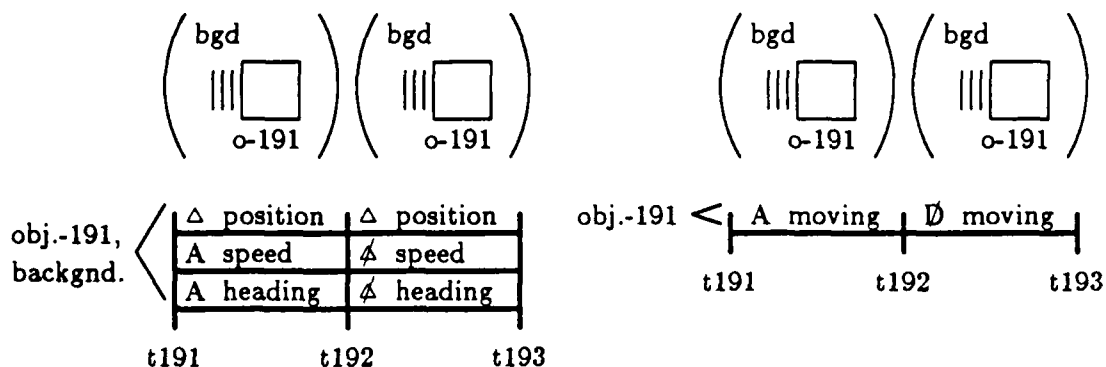 bgd bgd bgd bgd
o-191 o-191 o-191 o-191
obj.-191, backgnd.
△ position △ position
A speed ∆̸ speed
A heading ∆̸ heading
t191 t192 t193
obj.-191 < A moving D̸ moving
t191 t192 t193